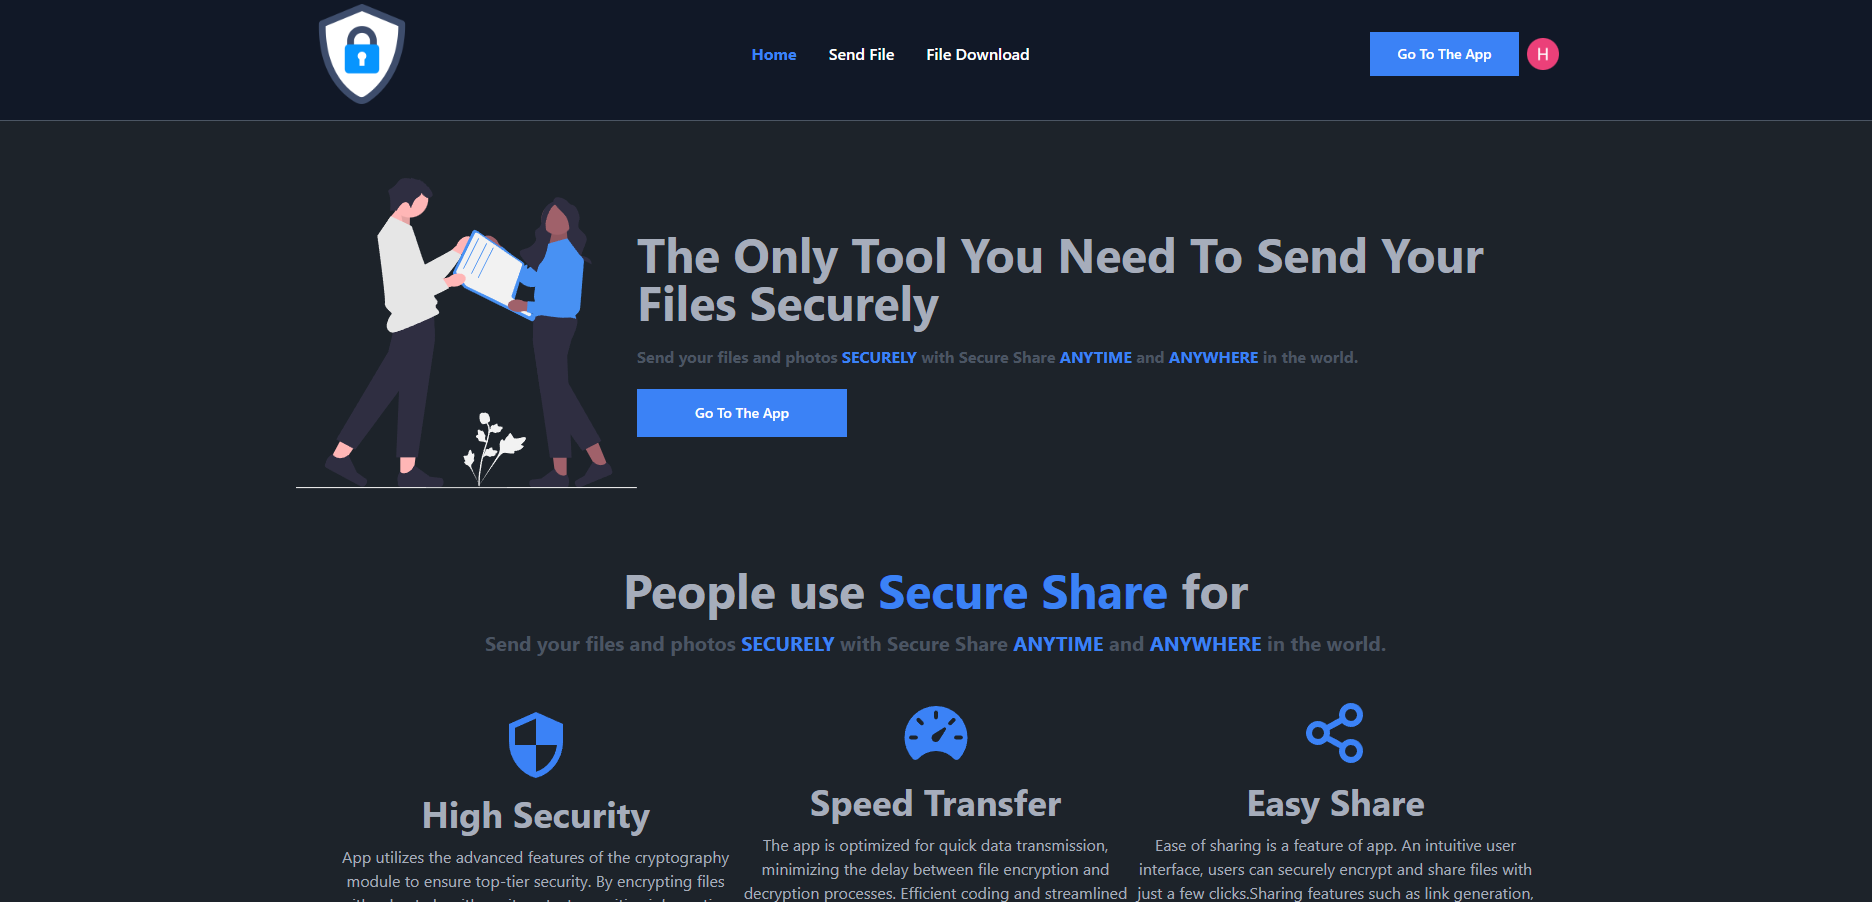 Home
Send File
File Download
Go To The App
H
The Only Tool You Need To Send Your
Files Securely
Send your files and photos SECURELY with Secure Share ANYTIME and ANYWHERE in the world.
Go To The App
People use Secure Share for
Send your files and photos SECURELY with Secure Share ANYTIME and ANYWHERE in the world.
High Security
App utilizes the advanced features of the cryptography
module to ensure top-tier security. By encrypting files
Speed Transfer
The app is optimized for quick data transmission,
minimizing the delay between file encryption and
decryption processes. Efficient coding and streamlined
Easy Share
Ease of sharing is a feature of app. An intuitive user
interface, users can securely encrypt and share files with
just a few clicks.Sharing features such as link generation,